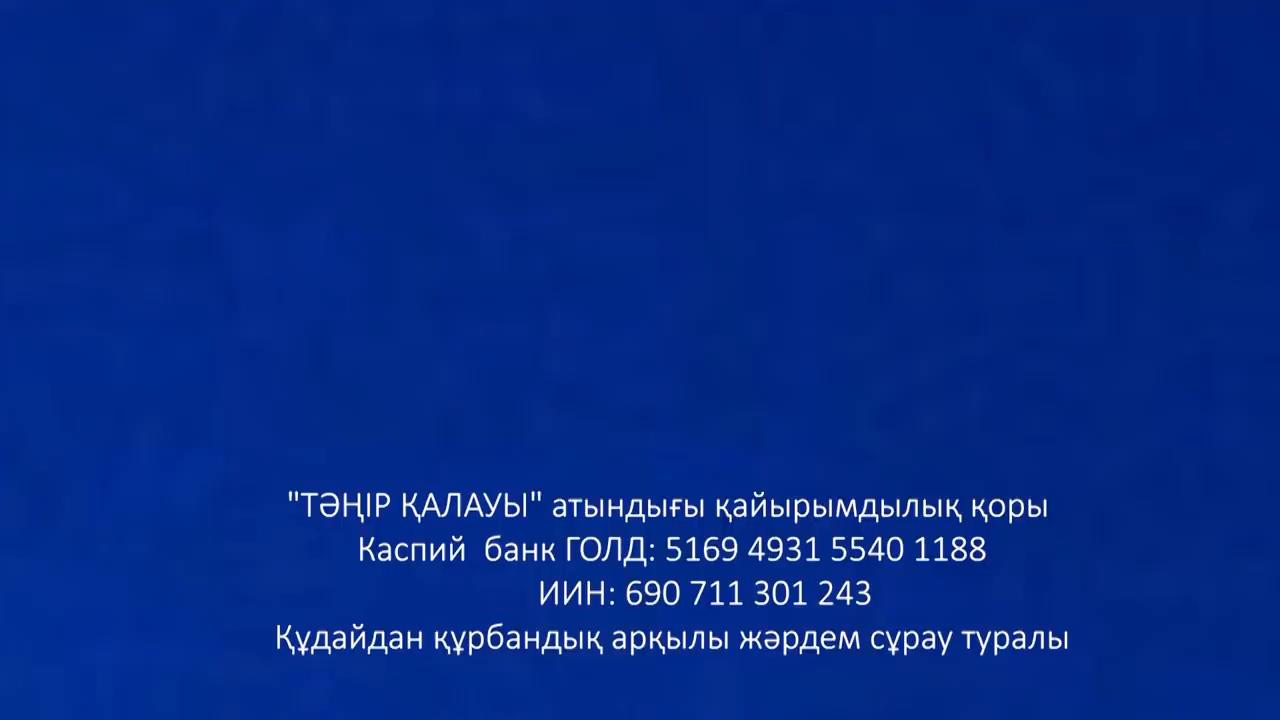 "ТӘҢІР ҚАЛАУЫ" атындығы қайырымдылық қоры
Каспий банк ГОЛД: 5169 4931 5540 1188
ИИН: 690 711 301 243
Құдайдан құрбандық арқылы жәрдем сұрау туралы